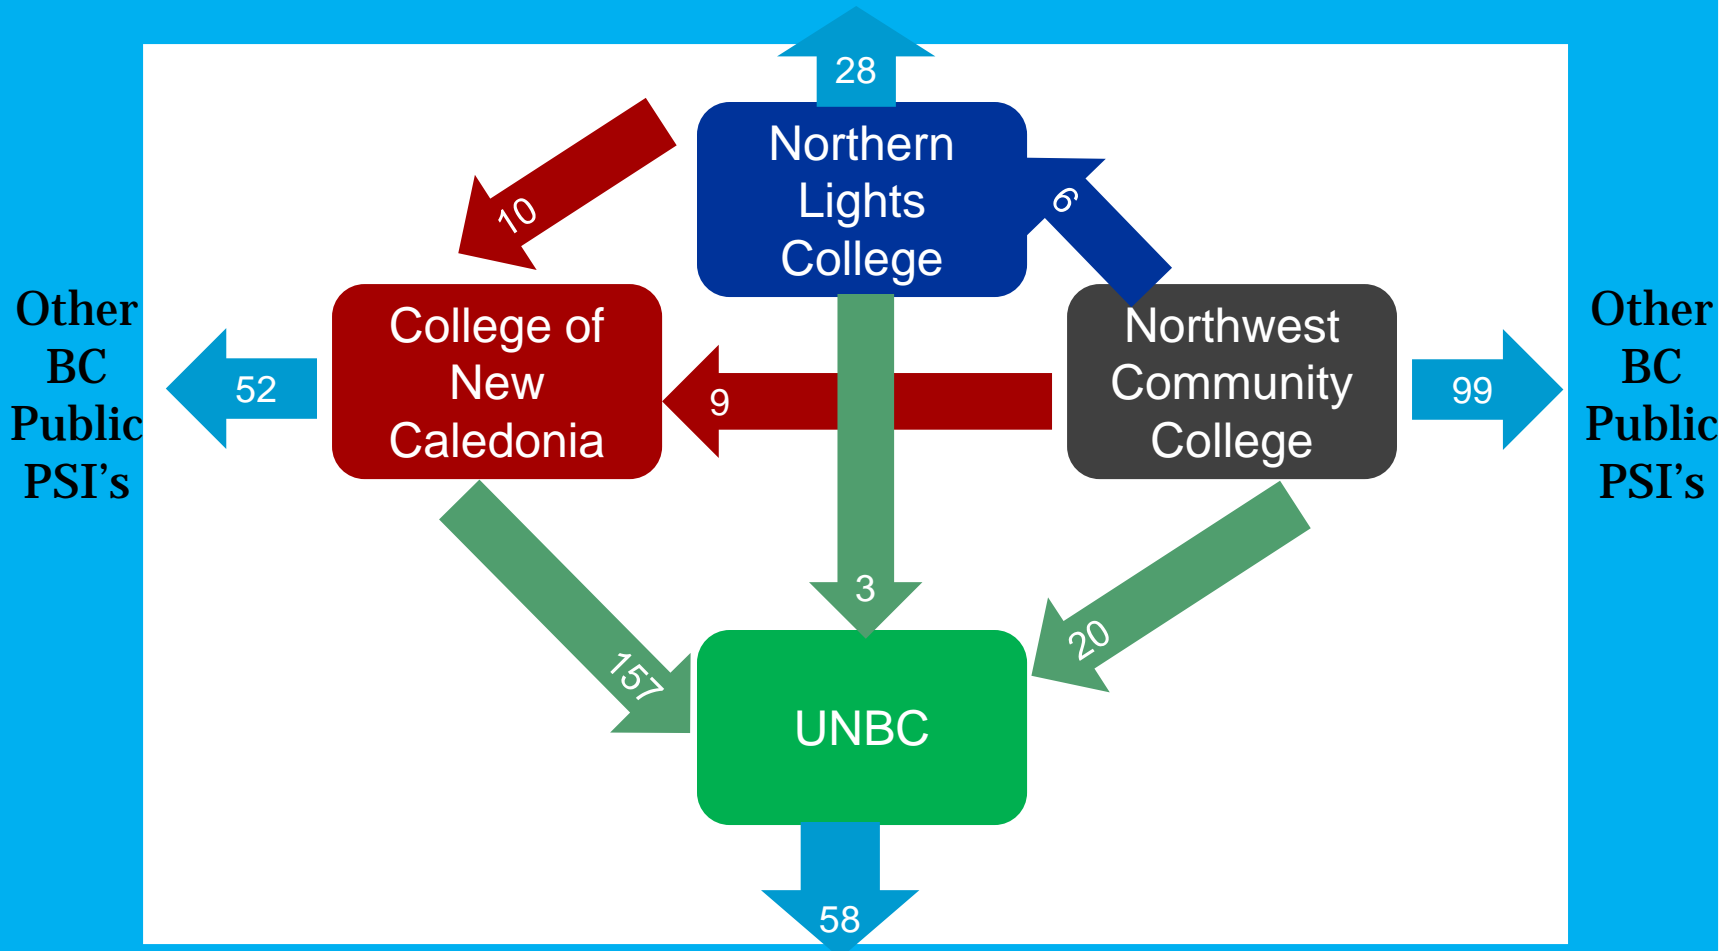 28
Northern
Lights
College
10
6
Other
BC
Public
PSI's
52
College of
New
Caledonia
9
Northwest
Community
College
99
Other
BC
Public
PSI's
3
157
20
UNBC
58